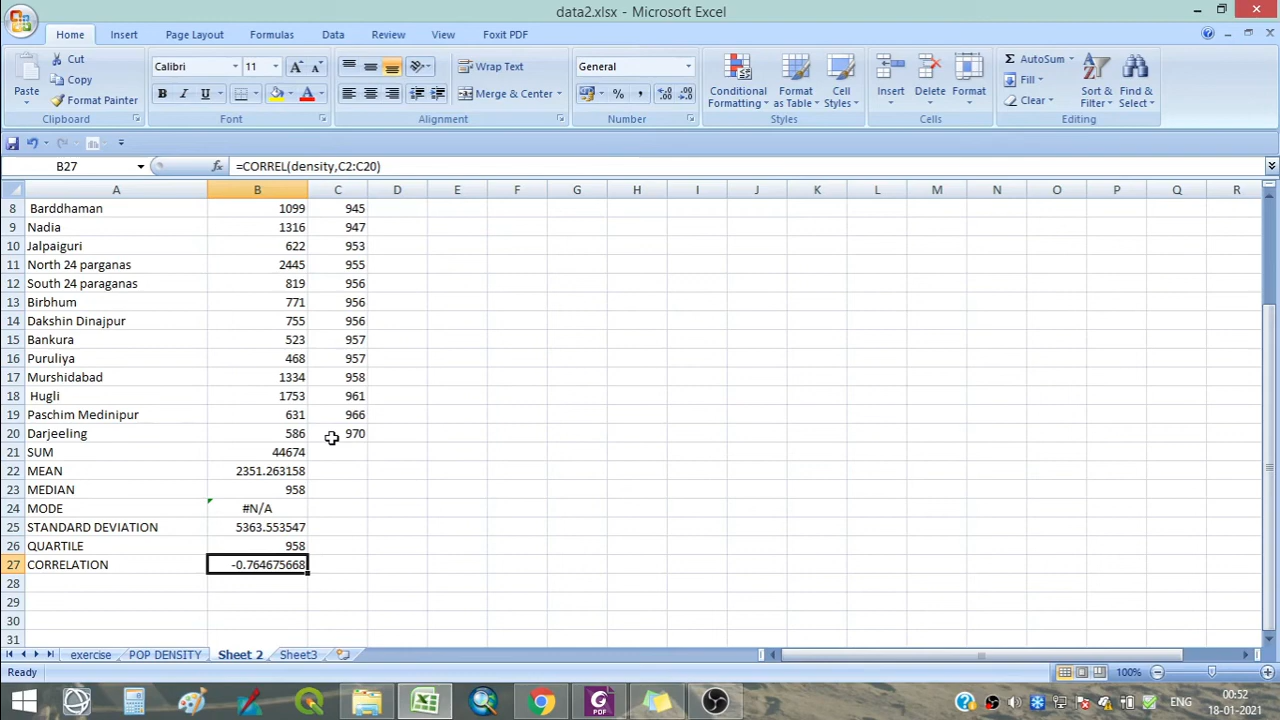 data2.xlsx - Microsoft Excel
Home Insert Page Layout Formulas Data Review View Foxit PDF
Paste
Cut
Copy
Format Painter
Clipboard
Calibri 11
B I U A A A
Font
Wrap Text
Merge & Center
Alignment
General
% ,
Number
Conditional Formatting
Format as Table
Cell Styles
Styles
Insert Delete Format
Cells
Σ AutoSum
Fill
Clear
Sort & Filter
Find & Select
Editing
B27 fx =CORREL(density,C2:C20)
A B C D E F G H I J K L M N O P Q R
8 Barddhaman 1099 945
9 Nadia 1316 947
10 Jalpaiguri 622 953
11 North 24 parganas 2445 955
12 South 24 paraganas 819 956
13 Birbhum 771 956
14 Dakshin Dinajpur 755 956
15 Bankura 523 957
16 Puruliya 468 957
17 Murshidabad 1334 958
18 Hugli 1753 961
19 Paschim Medinipur 631 966
20 Darjeeling 586 970
21 SUM 44674
22 MEAN 2351.263158
23 MEDIAN 958
24 MODE #N/A
25 STANDARD DEVIATION 5363.553547
26 QUARTILE 958
27 CORRELATION -0.764675668
28
29
30
31
exercise POP DENSITY Sheet 2 Sheet3
Ready 100%
ENG 00:52
18-01-2021